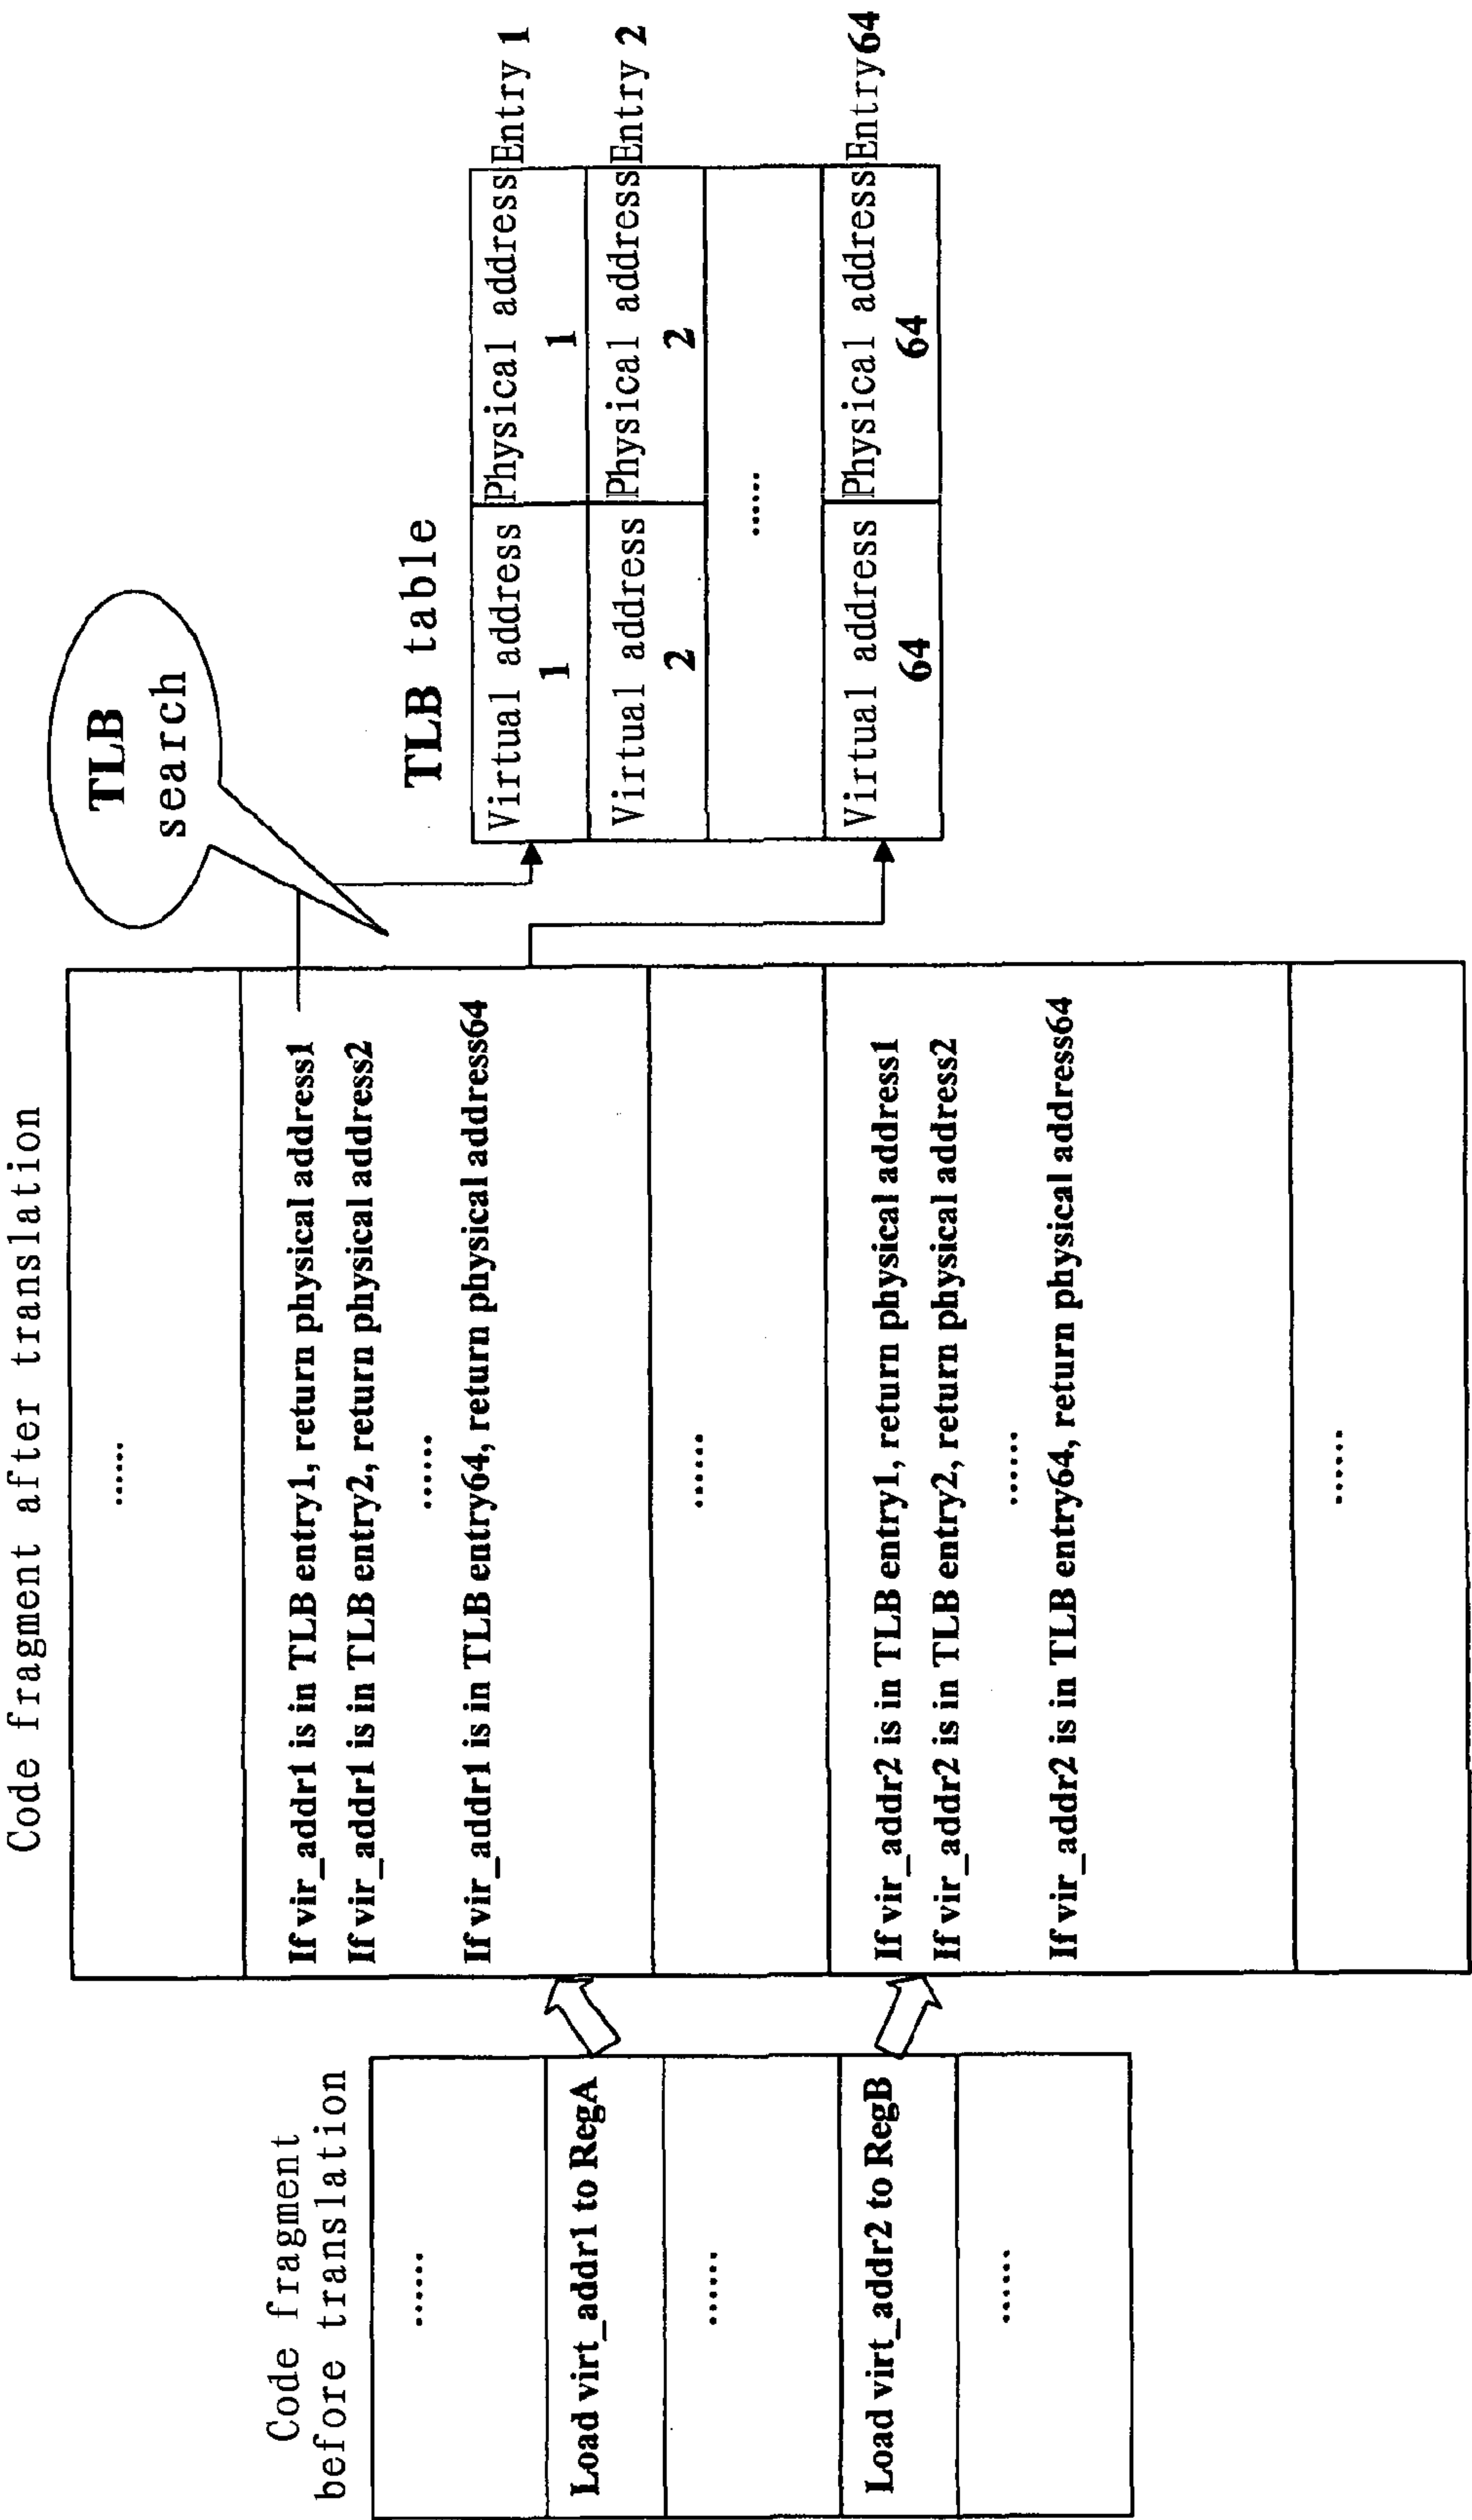 Code fragment
before translation
......
Load virt_addr1 to RegA
......
Load virt_addr2 to RegB
......
Code fragment after translation
......
If vir_addr1 is in TLB entry1, return physical address1
If vir_addr1 is in TLB entry2, return physical address2
......
If vir_addr1 is in TLB entry64, return physical address64
......
If vir_addr2 is in TLB entry1, return physical address1
If vir_addr2 is in TLB entry2, return physical address2
......
If vir_addr2 is in TLB entry64, return physical address64
......
TLB
search
TLB table
Virtual address
1
Physical address
1
Entry 1
Virtual address
2
Physical address
2
Entry 2
......
Virtual address
64
Physical address
64
Entry64